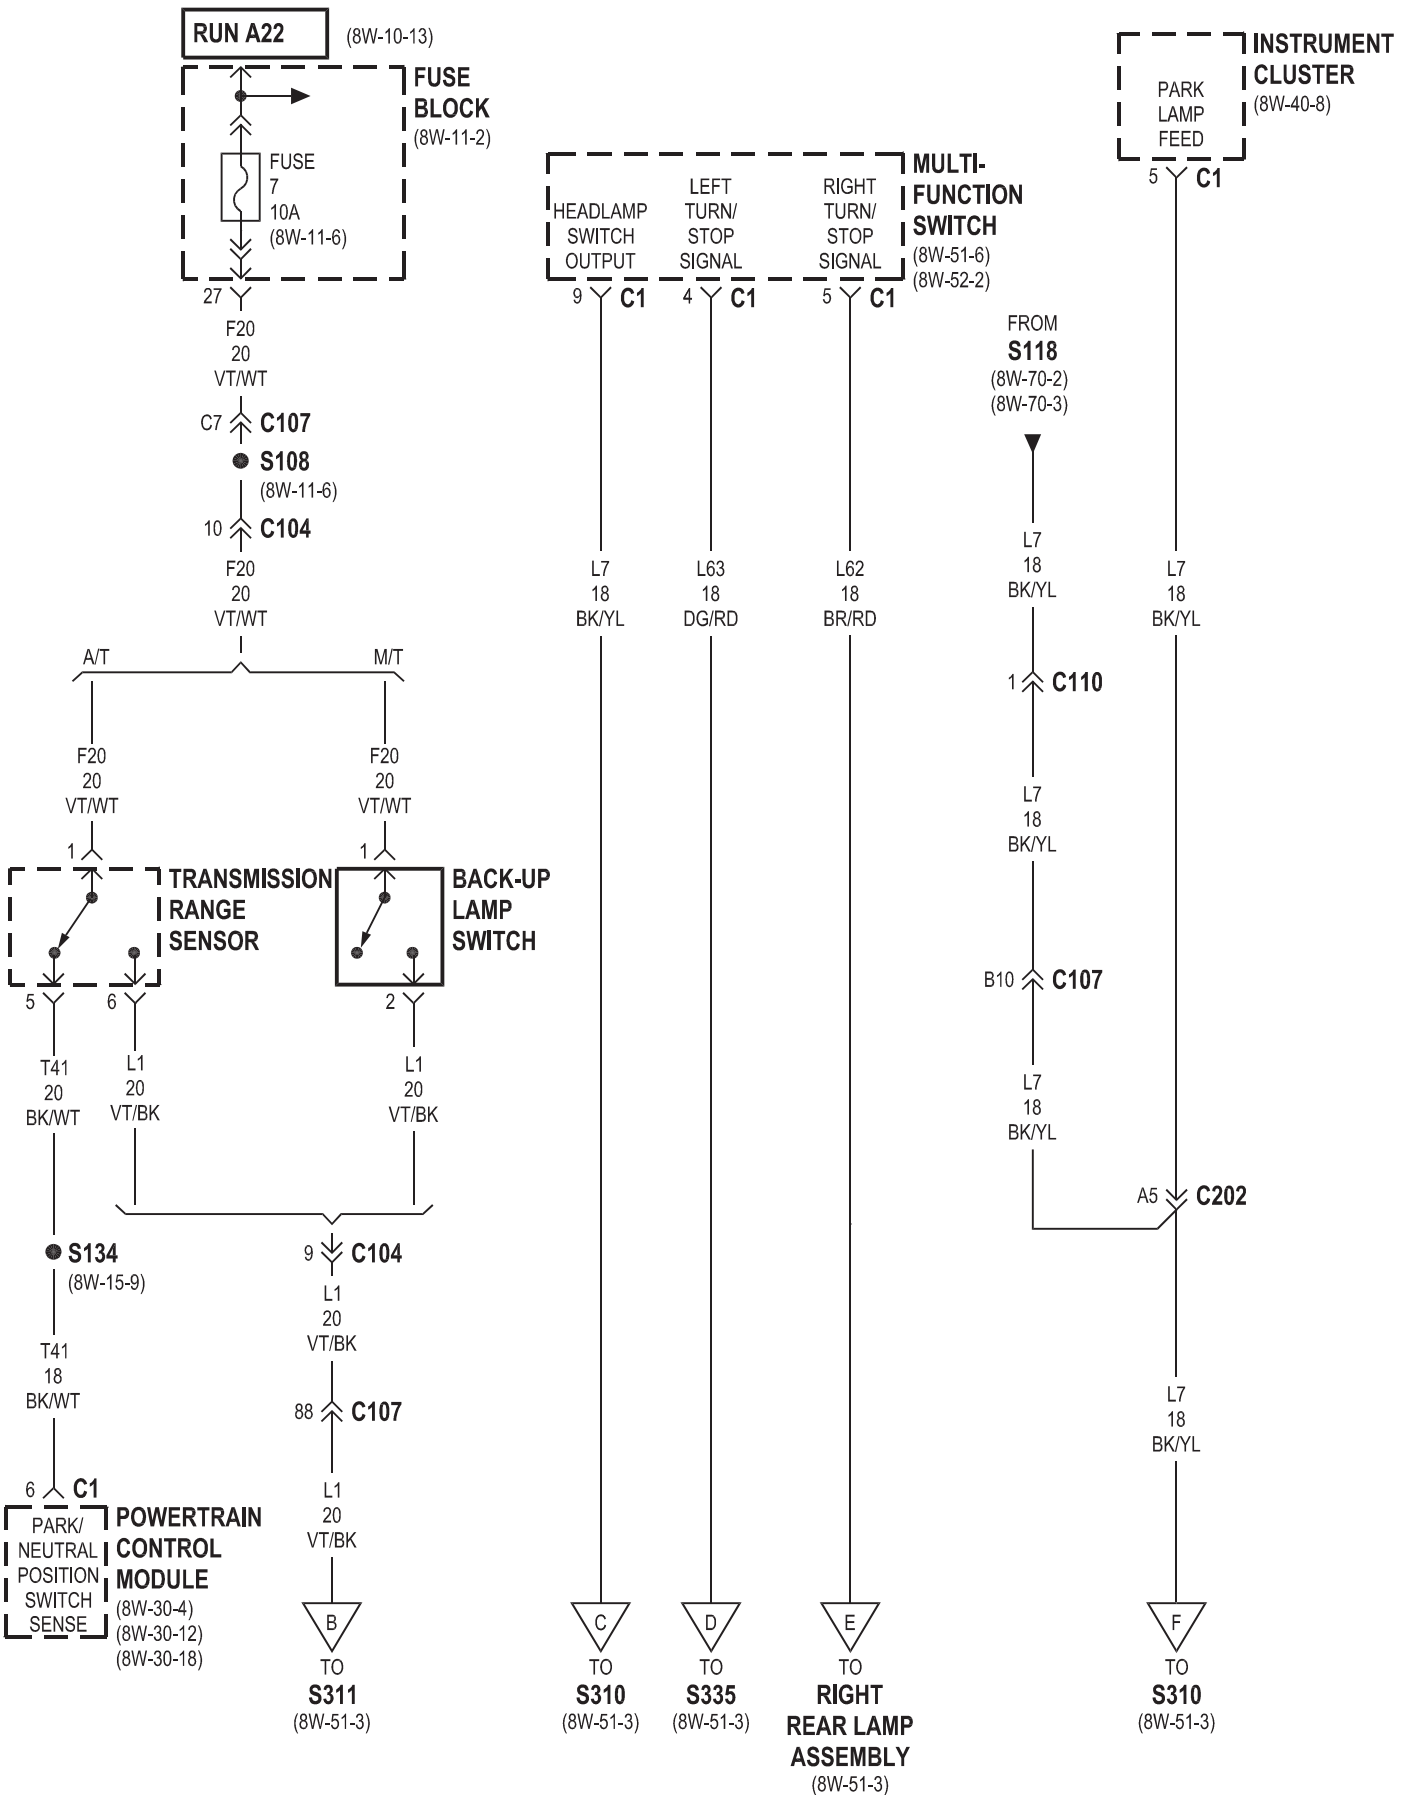 RUN A22
(8W-10-13)
FUSE
BLOCK
(8W-11-2)
FUSE
7
10A
(8W-11-6)
27
F20
20
VT/WT
C7
C107
S108
(8W-11-6)
10
C104
F20
20
VT/WT
A/T
M/T
F20
20
VT/WT
F20
20
VT/WT
1
TRANSMISSION
RANGE
SENSOR
1
BACK-UP
LAMP
SWITCH
5
6
2
T41
20
BK/WT
L1
20
VT/BK
L1
20
VT/BK
S134
(8W-15-9)
9
C104
T41
18
BK/WT
L1
20
VT/BK
88
C107
6
C1
PARK/
NEUTRAL
POSITION
SWITCH
SENSE
POWERTRAIN
CONTROL
MODULE
(8W-30-4)
(8W-30-12)
(8W-30-18)
L1
20
VT/BK
B
TO
S311
(8W-51-3)
HEADLAMP
SWITCH
OUTPUT
LEFT
TURN/
STOP
SIGNAL
RIGHT
TURN/
STOP
SIGNAL
MULTI-
FUNCTION
SWITCH
(8W-51-6)
(8W-52-2)
9
C1
4
C1
5
C1
L7
18
BK/YL
L63
18
DG/RD
L62
18
BR/RD
C
TO
S310
(8W-51-3)
D
TO
S335
(8W-51-3)
E
TO
RIGHT
REAR LAMP
ASSEMBLY
(8W-51-3)
FROM
S118
(8W-70-2)
(8W-70-3)
L7
18
BK/YL
1
C110
L7
18
BK/YL
B10
C107
L7
18
BK/YL
PARK
LAMP
FEED
INSTRUMENT
CLUSTER
(8W-40-8)
5
C1
L7
18
BK/YL
A5
C202
L7
18
BK/YL
F
TO
S310
(8W-51-3)